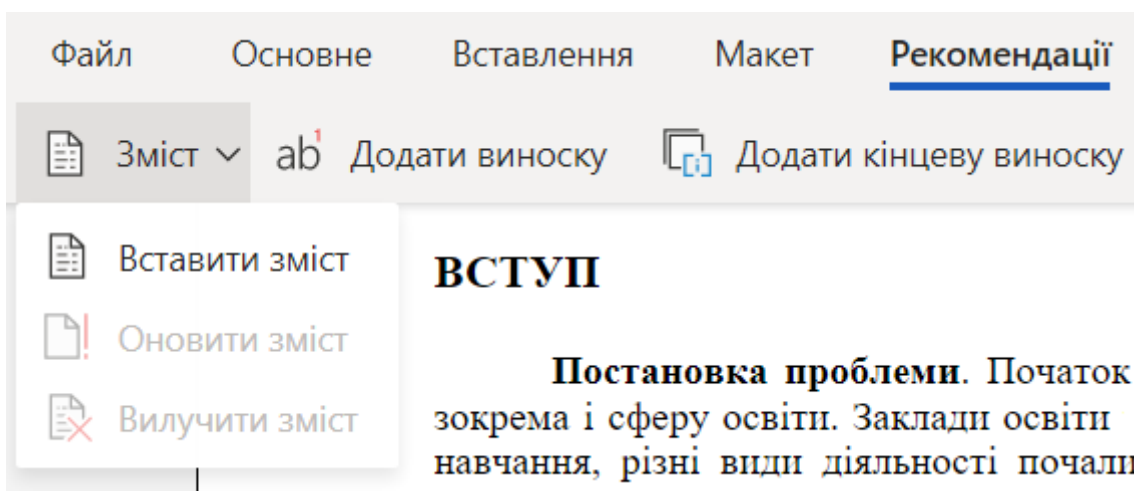 Файл Основне Вставлення Макет Рекомендації
Зміст ab1 Додати виноску [i] Додати кінцеву виноску
Вставити зміст
Оновити зміст
Вилучити зміст
ВСТУП
Постановка проблеми. Початок
зокрема і сферу освіти. Заклади освіти
навчання, різні види діяльності почали